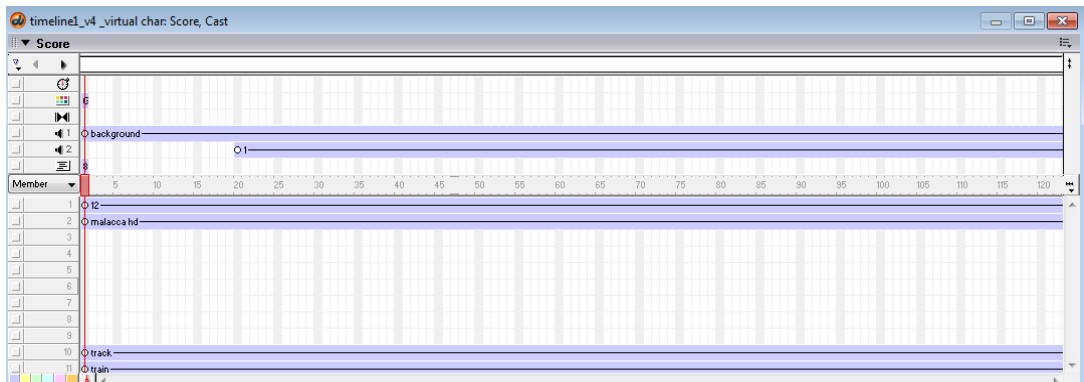 timeline1_v4 _virtual char: Score, Cast
Score
G
1 background
2 1
8
Member 5 10 15 20 25 30 35 40 45 50 55 60 65 70 75 80 85 90 95 100 105 110 115 120
1 12
2 malacca hd
3
4
5
6
7
8
9
10 track
11 train